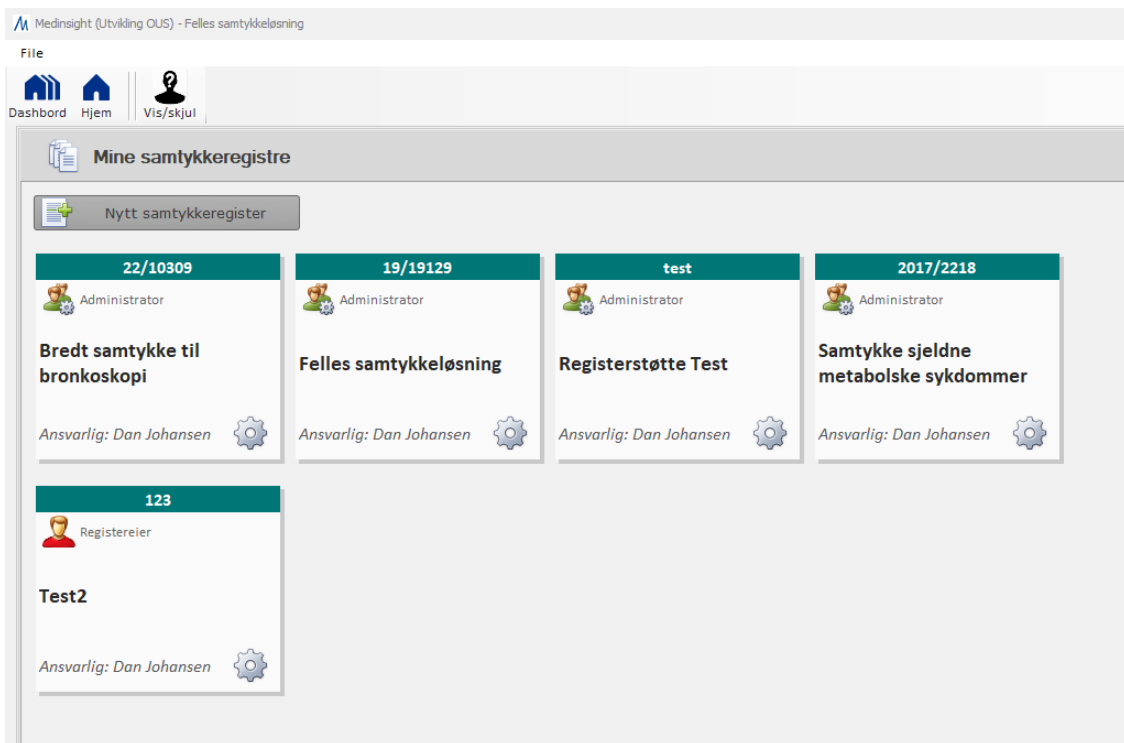 Medinsight (Utvikling OUS) - Felles samtykkeløsning
File
Dashbord Hjem Vis/skjul
Mine samtykkeregistre
Nytt samtykkeregister
22/10309
Administrator
Bredt samtykke til
bronkoskopi
Ansvarlig: Dan Johansen
19/19129
Administrator
Felles samtykkeløsning
Ansvarlig: Dan Johansen
test
Administrator
Registerstøtte Test
Ansvarlig: Dan Johansen
2017/2218
Administrator
Samtykke sjeldne
metabolske sykdommer
Ansvarlig: Dan Johansen
123
Registereier
Test2
Ansvarlig: Dan Johansen